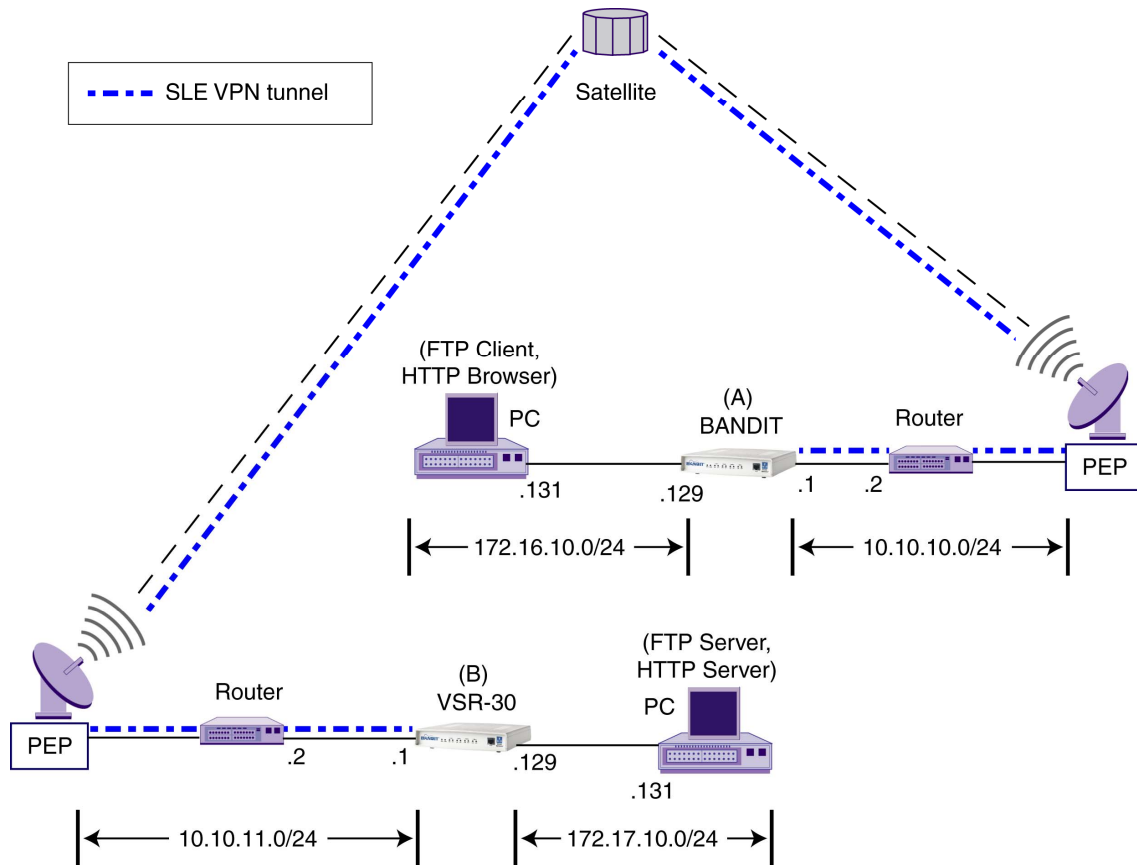 Satellite
SLE VPN tunnel
(FTP Client,
HTTP Browser)
PC
(A)
BANDIT
Router
PEP
.131
.129
.1
.2
172.16.10.0/24
10.10.10.0/24
(FTP Server,
HTTP Server)
PC
(B)
VSR-30
Router
PEP
.2
.1
.129
.131
10.10.11.0/24
172.17.10.0/24